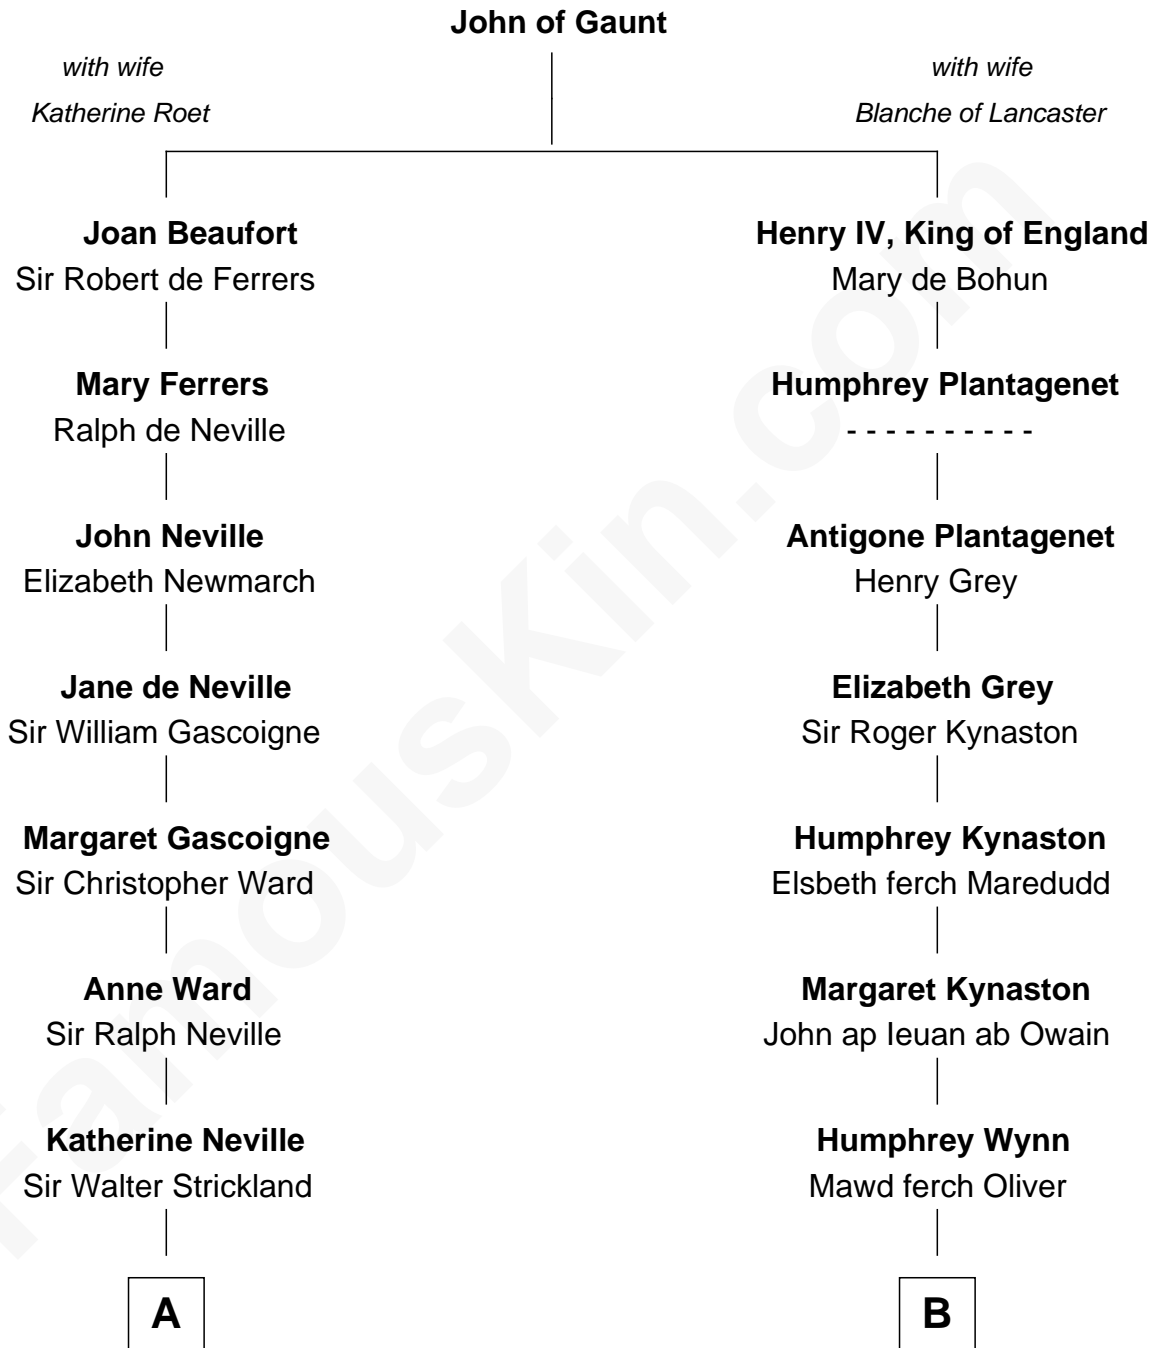 John of Gaunt
with wife
Katherine Roet
with wife
Blanche of Lancaster
Joan Beaufort
Sir Robert de Ferrers
Henry IV, King of England
Mary de Bohun
Mary Ferrers
Ralph de Neville
Humphrey Plantagenet
- - - - - - - - - -
John Neville
Elizabeth Newmarch
Antigone Plantagenet
Henry Grey
Jane de Neville
Sir William Gascoigne
Elizabeth Grey
Sir Roger Kynaston
Margaret Gascoigne
Sir Christopher Ward
Humphrey Kynaston
Elsbeth ferch Maredudd
Anne Ward
Sir Ralph Neville
Margaret Kynaston
John ap Ieuan ab Owain
Katherine Neville
Sir Walter Strickland
Humphrey Wynn
Mawd ferch Oliver
A
B
FamousKin.com